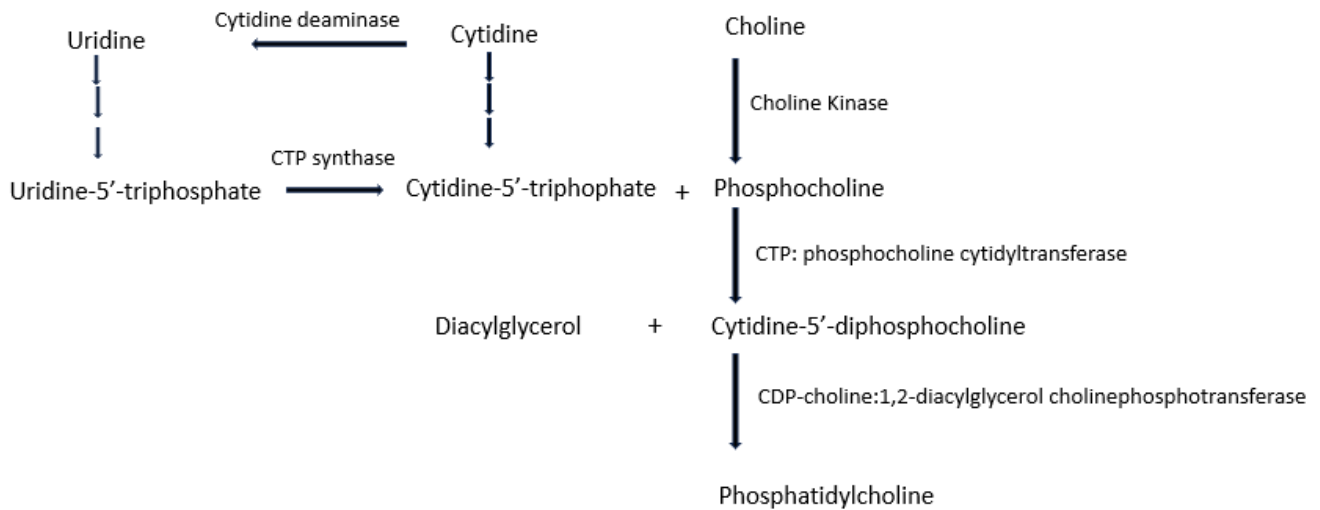 Cytidine deaminase
Uridine
Cytidine
Choline
Choline Kinase
CTP synthase
Uridine-5′-triphosphate
Cytidine-5′-triphophate + Phosphocholine
CTP: phosphocholine cytidyltransferase
Diacylglycerol + Cytidine-5′-diphosphocholine
CDP-choline:1,2-diacylglycerol cholinephosphotransferase
Phosphatidylcholine